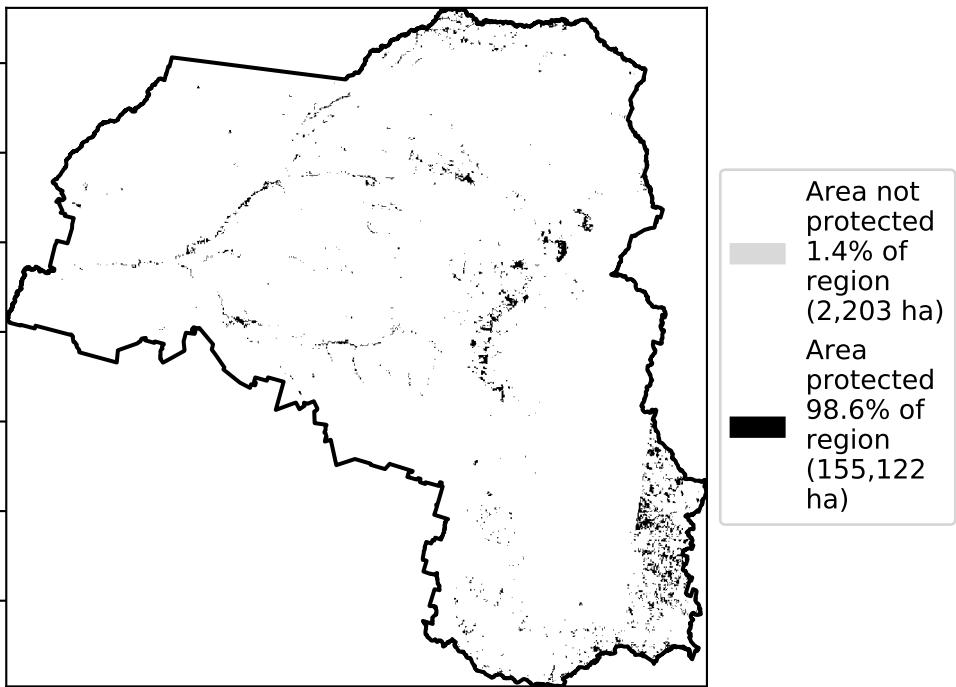 Area not
protected
1.4% of
region
(2,203 ha)
Area
protected
98.6% of
region
(155,122
ha)